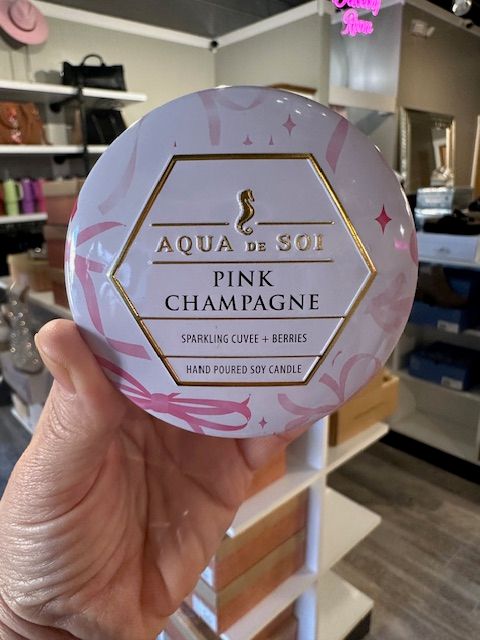 AQUA DE SOI
PINK
CHAMPAGNE
SPARKLING CUVEE + BERRIES
HAND POURED SOY CANDLE